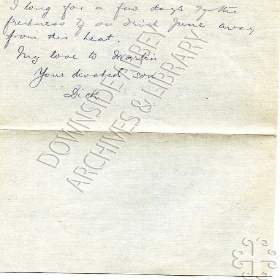 I long for a few days of the
freshness of an Irish June away
from this heat.
My love to Martin
Your devoted son
Dick
DOWNSIDE ABBEY
ARCHIVES & LIBRARY